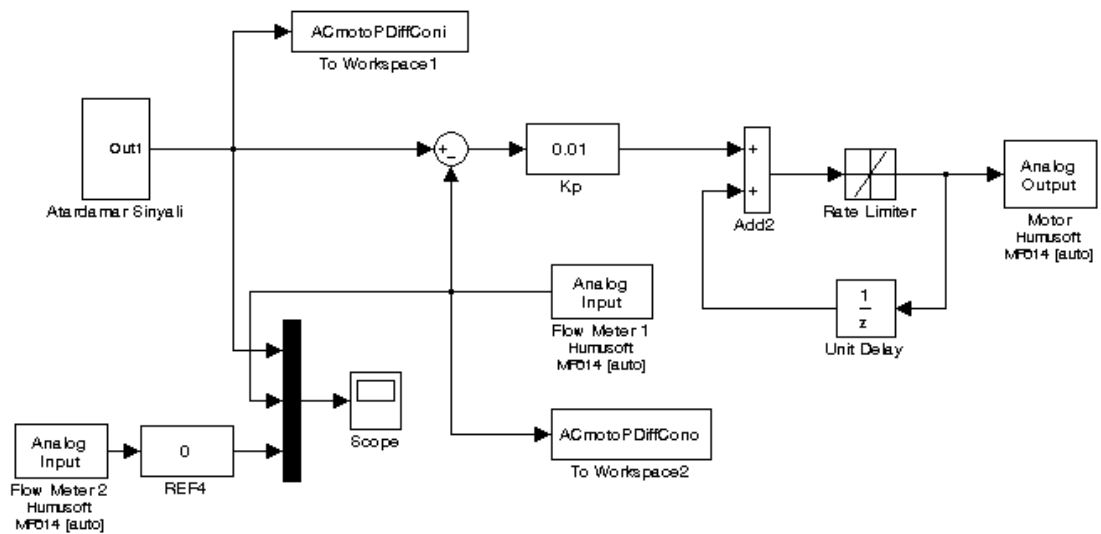 ACmotoPDiffConi
To Workspace1
Out1
Atardamar Sinyali
+
−
0.01
Kp
+
+
Add2
Rate Limiter
Analog
Output
Motor
Humusoft
MF614 [auto]
1
z
Unit Delay
Analog
Input
Flow Meter 1
Humusoft
MF614 [auto]
Scope
ACmotoPDiffCono
To Workspace2
Analog
Input
Flow Meter 2
Humusoft
MF614 [auto]
0
REF4